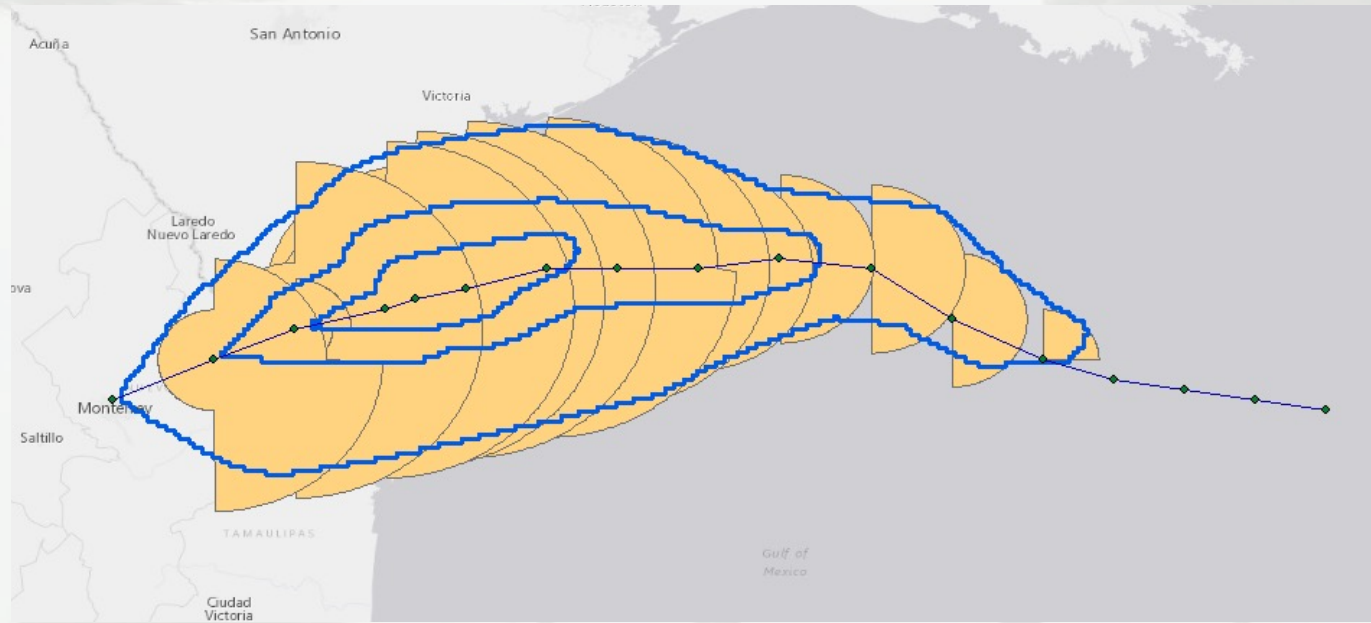 San Antonio
Acuña
Victoria
Laredo
Nuevo Laredo
ova
Monterrey
Saltillo
TAMAULIPAS
Gulf of
Mexico
Ciudad
Victoria